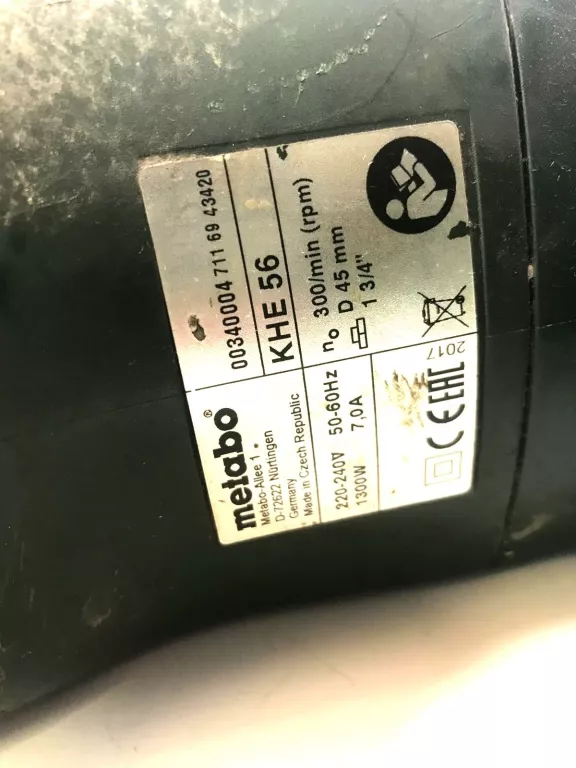 metabo®
Metabo-Allee 1
D-72622 Nürtingen
Germany
Made in Czech Republic
00340004 711 69 43420
KHE 56
220-240V 50-60Hz
1300W 7,0A
n₀ 300/min (rpm)
D 45 mm
1 3/4"
CE EAC
2017